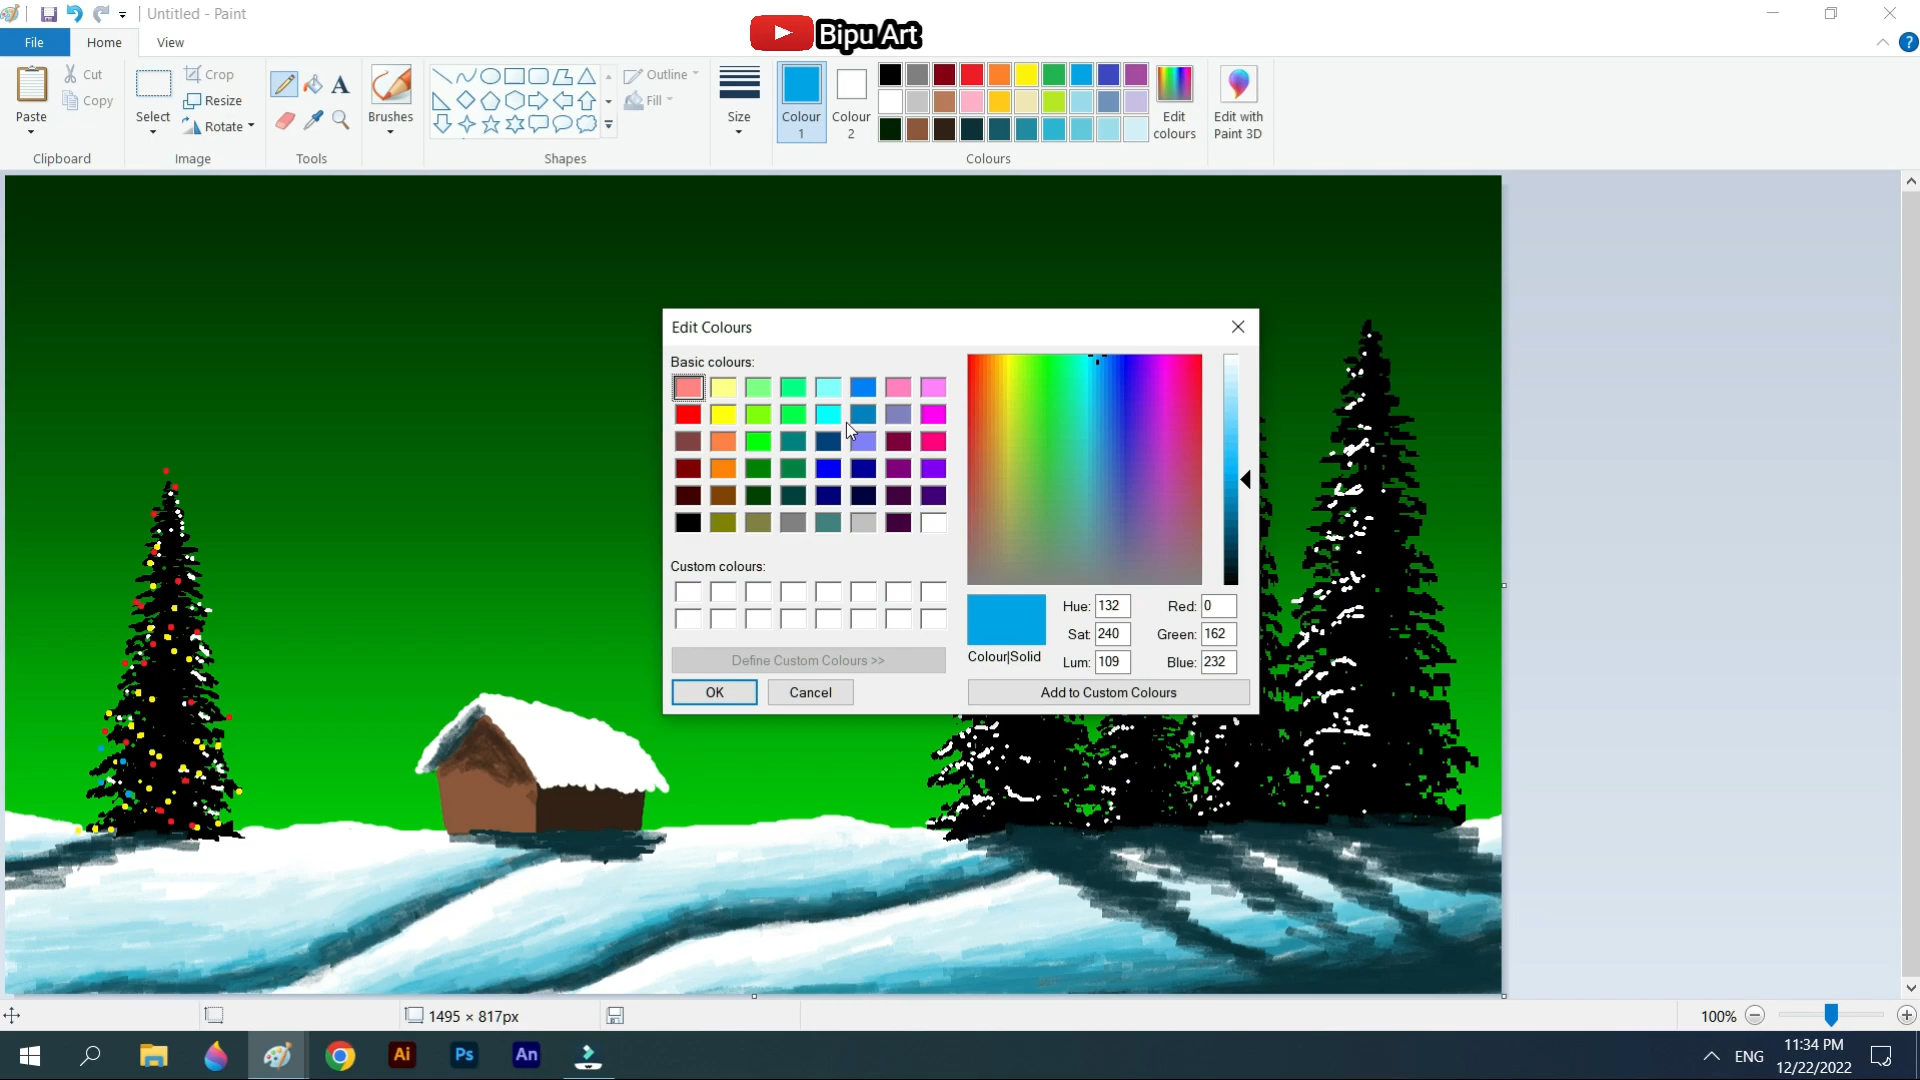 Untitled - Paint
Bipu Art
File
Home
View
Cut
Copy
Paste
Clipboard
Crop
Resize
Rotate
Select
Image
Tools
Brushes
Outline
Fill
Shapes
Size
Colour 1
Colour 2
Edit colours
Colours
Edit with Paint 3D
Edit Colours
Basic colours:
Custom colours:
Define Custom Colours >>
OK
Cancel
Hue: 132
Red: 0
Sat: 240
Green: 162
Colour|Solid
Lum: 109
Blue: 232
Add to Custom Colours
1495 × 817px
100%
Ai
Ps
An
ENG
11:34 PM
12/22/2022